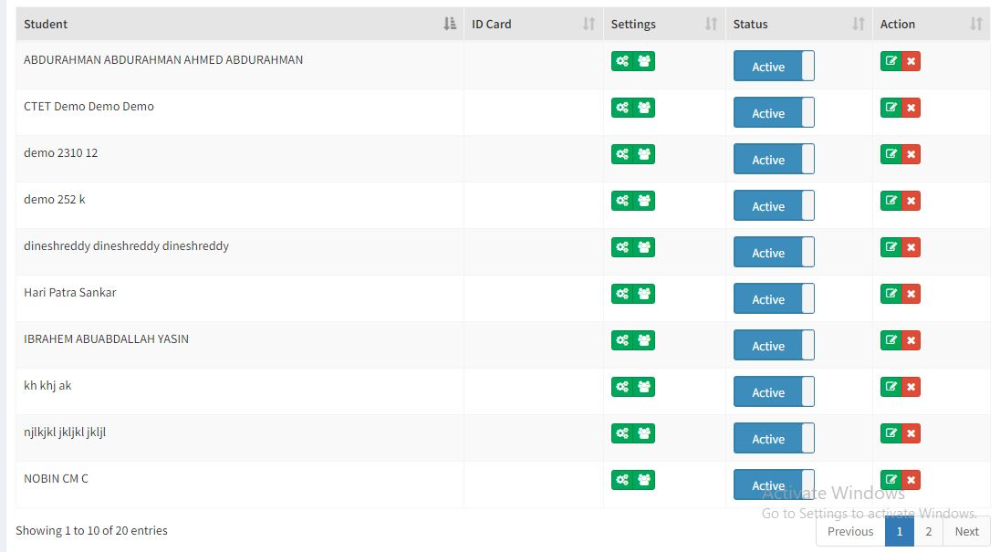 Student ID Card Settings Status Action
ABDURAHMAN ABDURAHMAN AHMED ABDURAHMAN Active
CTET Demo Demo Demo Active
demo 2310 12 Active
demo 252 k Active
dineshreddy dineshreddy dineshreddy Active
Hari Patra Sankar Active
IBRAHEM ABUABDALLAH YASIN Active
kh khj ak Active
njlkjkl jkljkl jkljl Active
NOBIN CM C Active
Activate Windows
Go to Settings to activate Windows.
Showing 1 to 10 of 20 entries Previous 1 2 Next